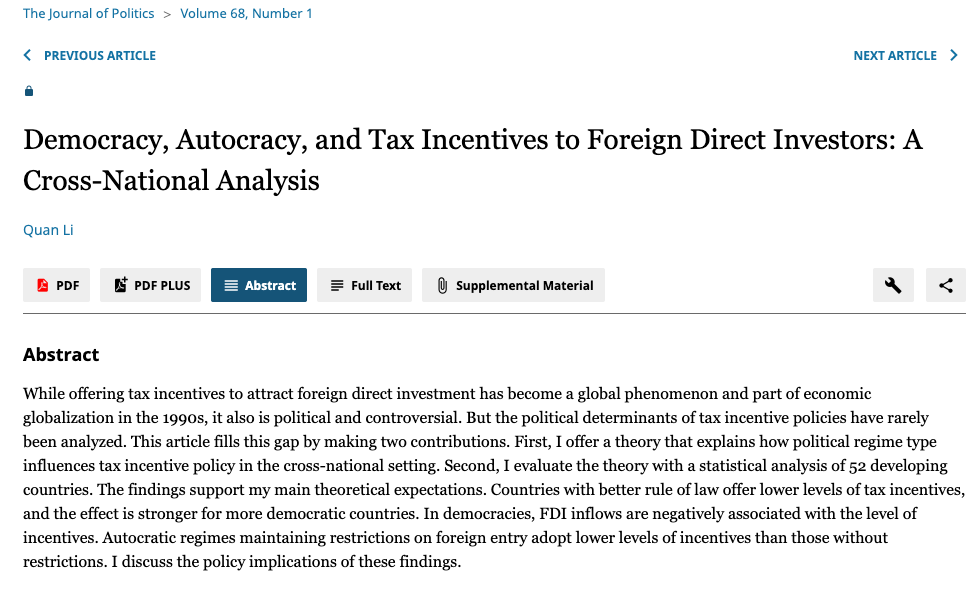 The Journal of Politics > Volume 68, Number 1
PREVIOUS ARTICLE
NEXT ARTICLE
Democracy, Autocracy, and Tax Incentives to Foreign Direct Investors: A
Cross-National Analysis
Quan Li
PDF
PDF PLUS
Abstract
Full Text
Supplemental Material
Abstract
While offering tax incentives to attract foreign direct investment has become a global phenomenon and part of economic
globalization in the 1990s, it also is political and controversial. But the political determinants of tax incentive policies have rarely
been analyzed. This article fills this gap by making two contributions. First, I offer a theory that explains how political regime type
influences tax incentive policy in the cross-national setting. Second, I evaluate the theory with a statistical analysis of 52 developing
countries. The findings support my main theoretical expectations. Countries with better rule of law offer lower levels of tax incentives,
and the effect is stronger for more democratic countries. In democracies, FDI inflows are negatively associated with the level of
incentives. Autocratic regimes maintaining restrictions on foreign entry adopt lower levels of incentives than those without
restrictions. I discuss the policy implications of these findings.